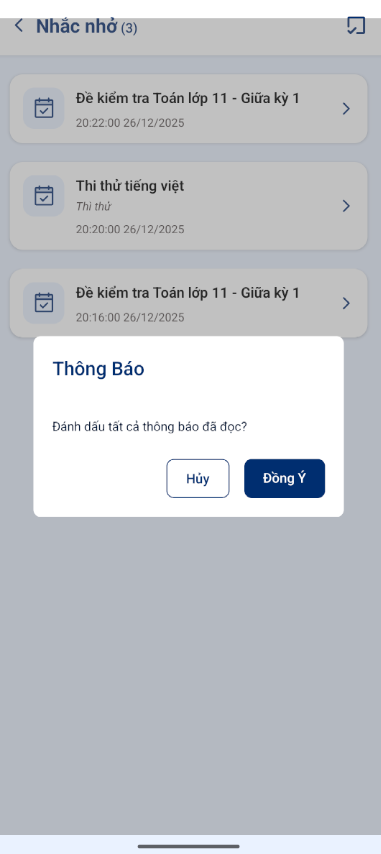 Nhắc nhở (3)
Đề kiểm tra Toán lớp 11 - Giữa kỳ 1
20:22:00 26/12/2025
Thi thử tiếng việt
Thi thử
20:20:00 26/12/2025
Đề kiểm tra Toán lớp 11 - Giữa kỳ 1
20:16:00 26/12/2025
Thông Báo
Đánh dấu tất cả thông báo đã đọc?
Hủy
Đồng Ý